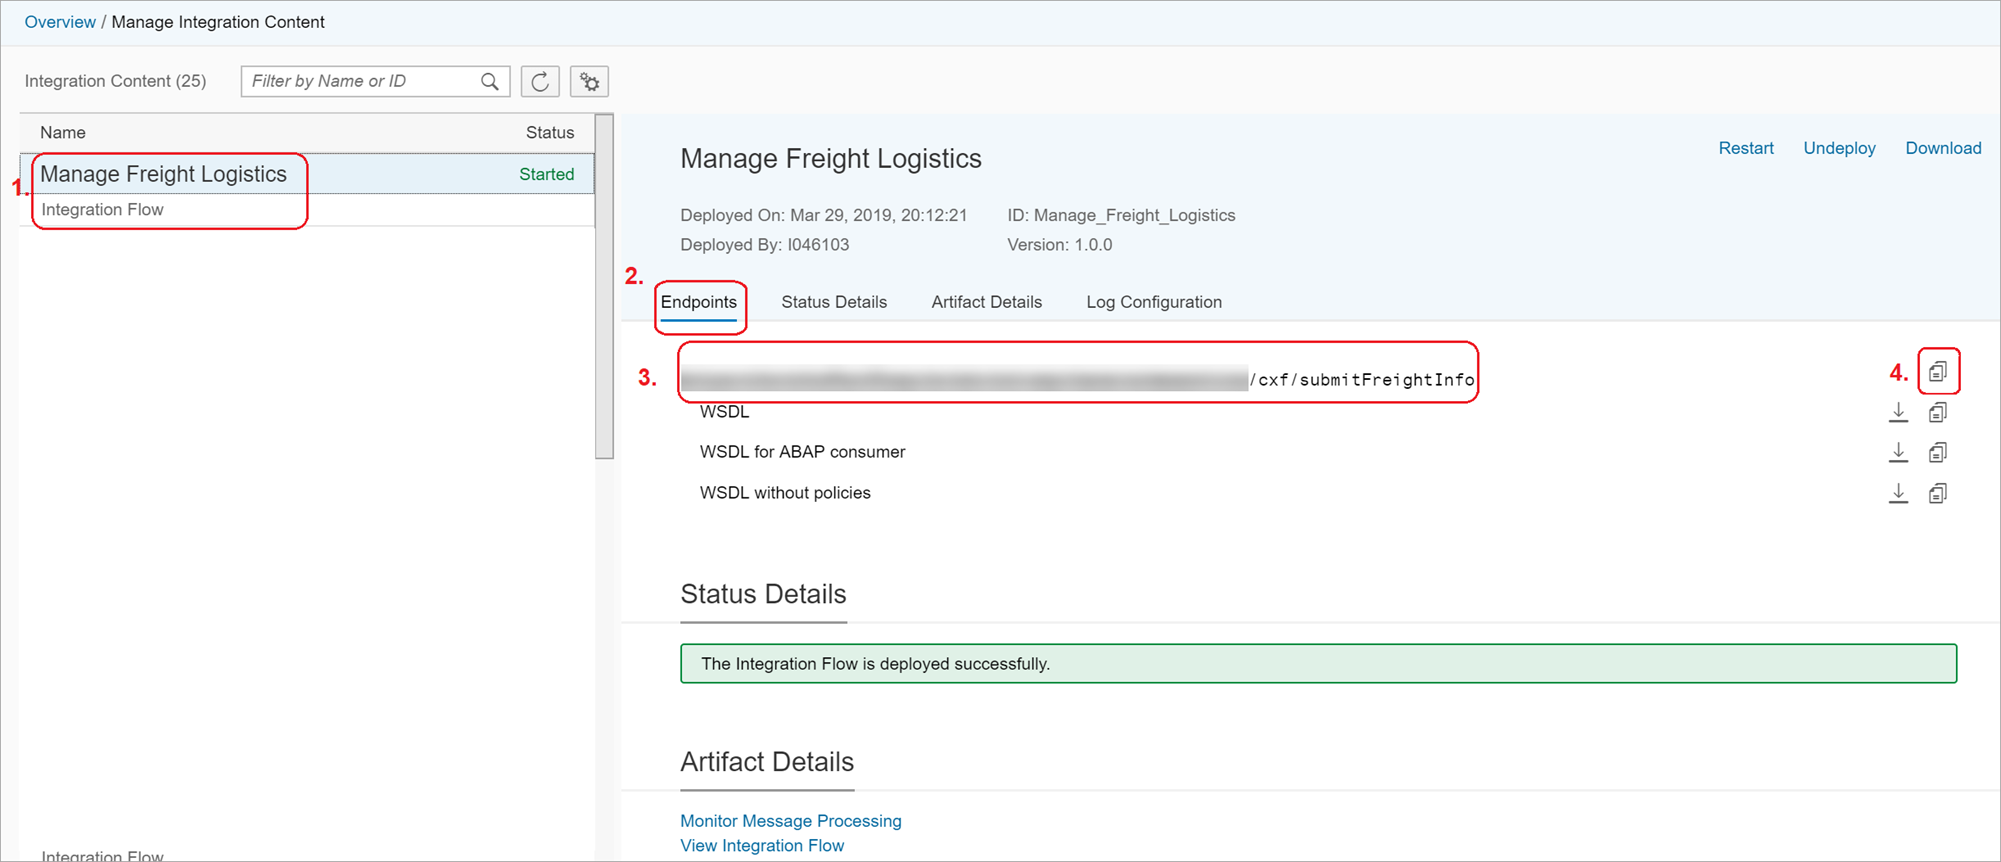 Overview / Manage Integration Content
Integration Content (25)
Filter by Name or ID
Name
Status
1.
Manage Freight Logistics
Started
Integration Flow
Integration Flow
Manage Freight Logistics
Restart
Undeploy
Download
Deployed On: Mar 29, 2019, 20:12:21
ID: Manage_Freight_Logistics
Deployed By: I046103
Version: 1.0.0
2.
Endpoints
Status Details
Artifact Details
Log Configuration
3.
/cxf/submitFreightInfo
4.
WSDL
WSDL for ABAP consumer
WSDL without policies
Status Details
The Integration Flow is deployed successfully.
Artifact Details
Monitor Message Processing
View Integration Flow